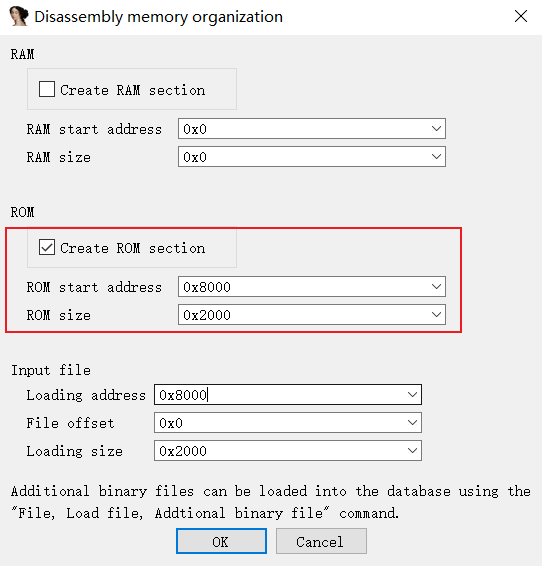 Disassembly memory organization
RAM
Create RAM section
RAM start address 0x0
RAM size 0x0
ROM
Create ROM section
ROM start address 0x8000
ROM size 0x2000
Input file
Loading address 0x8000
File offset 0x0
Loading size 0x2000
Additional binary files can be loaded into the database using the
"File, Load file, Addtional binary file" command.
OK Cancel